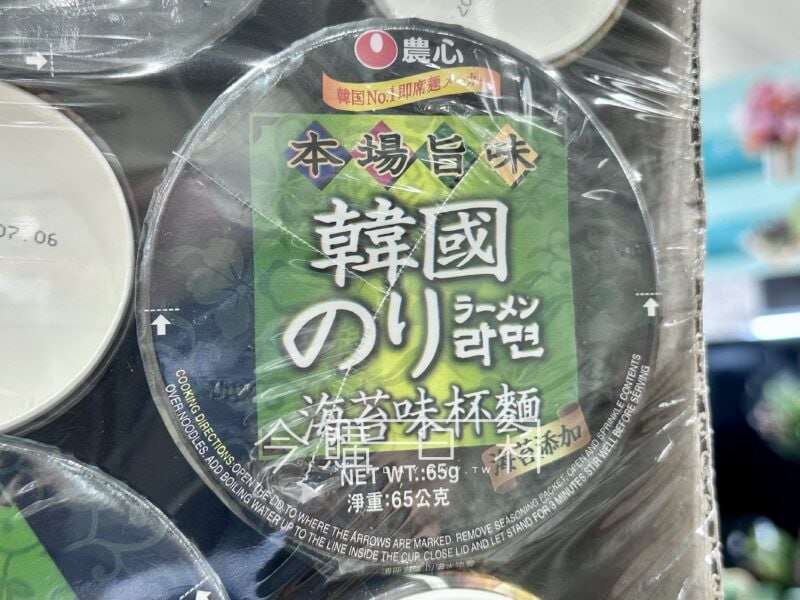 農心
韓国No.1即席麺メーカー
本場旨味
韓國
のり
ラーメン
라면
海苔味杯麵
海苔添加
NET WT.:65g
淨重:65公克
COOKING DIRECTIONS:OPEN THE LID TO WHERE THE ARROWS ARE MARKED, REMOVE SEASONING PACKET, OPEN AND SPRINKLE CONTENTS
OVER NOODLES, ADD BOILING WATER UP TO THE LINE INSIDE THE CUP. CLOSE LID AND LET STAND FOR 3 MINUTES STIR WELL BEFORE SERVING
07.06